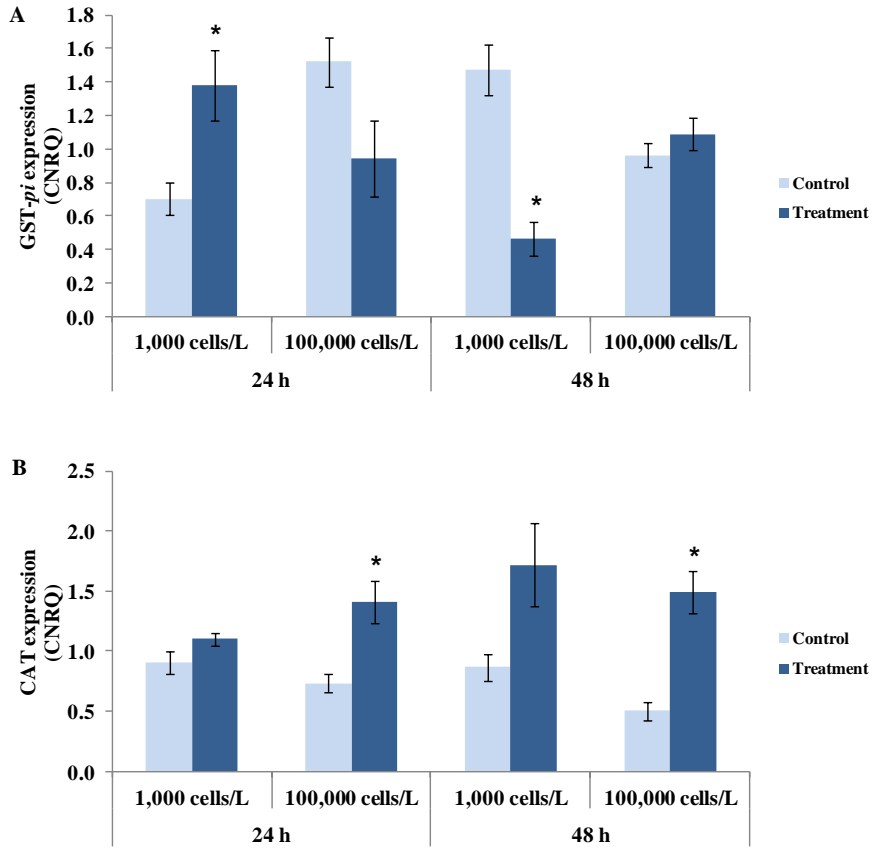 A
GST-pi expression
(CNRQ)
1.8
1.6
1.4
1.2
1.0
0.8
0.6
0.4
0.2
0.0
*
*
Control
Treatment
1,000 cells/L 100,000 cells/L 1,000 cells/L 100,000 cells/L
24 h 48 h
B
CAT expression
(CNRQ)
2.5
2.0
1.5
1.0
0.5
0.0
*
*
Control
Treatment
1,000 cells/L 100,000 cells/L 1,000 cells/L 100,000 cells/L
24 h 48 h